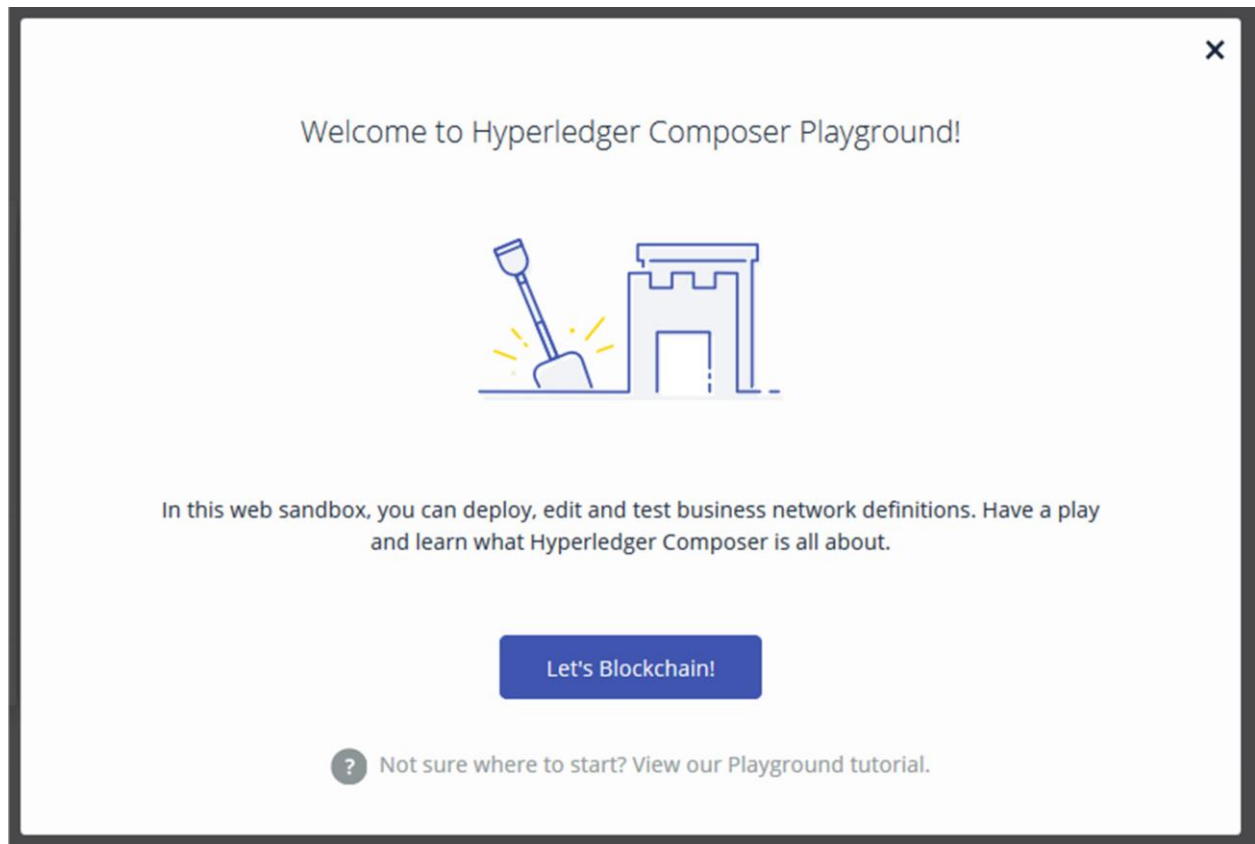 ×
Welcome to Hyperledger Composer Playground!
In this web sandbox, you can deploy, edit and test business network definitions. Have a play
and learn what Hyperledger Composer is all about.
Let's Blockchain!
? Not sure where to start? View our Playground tutorial.